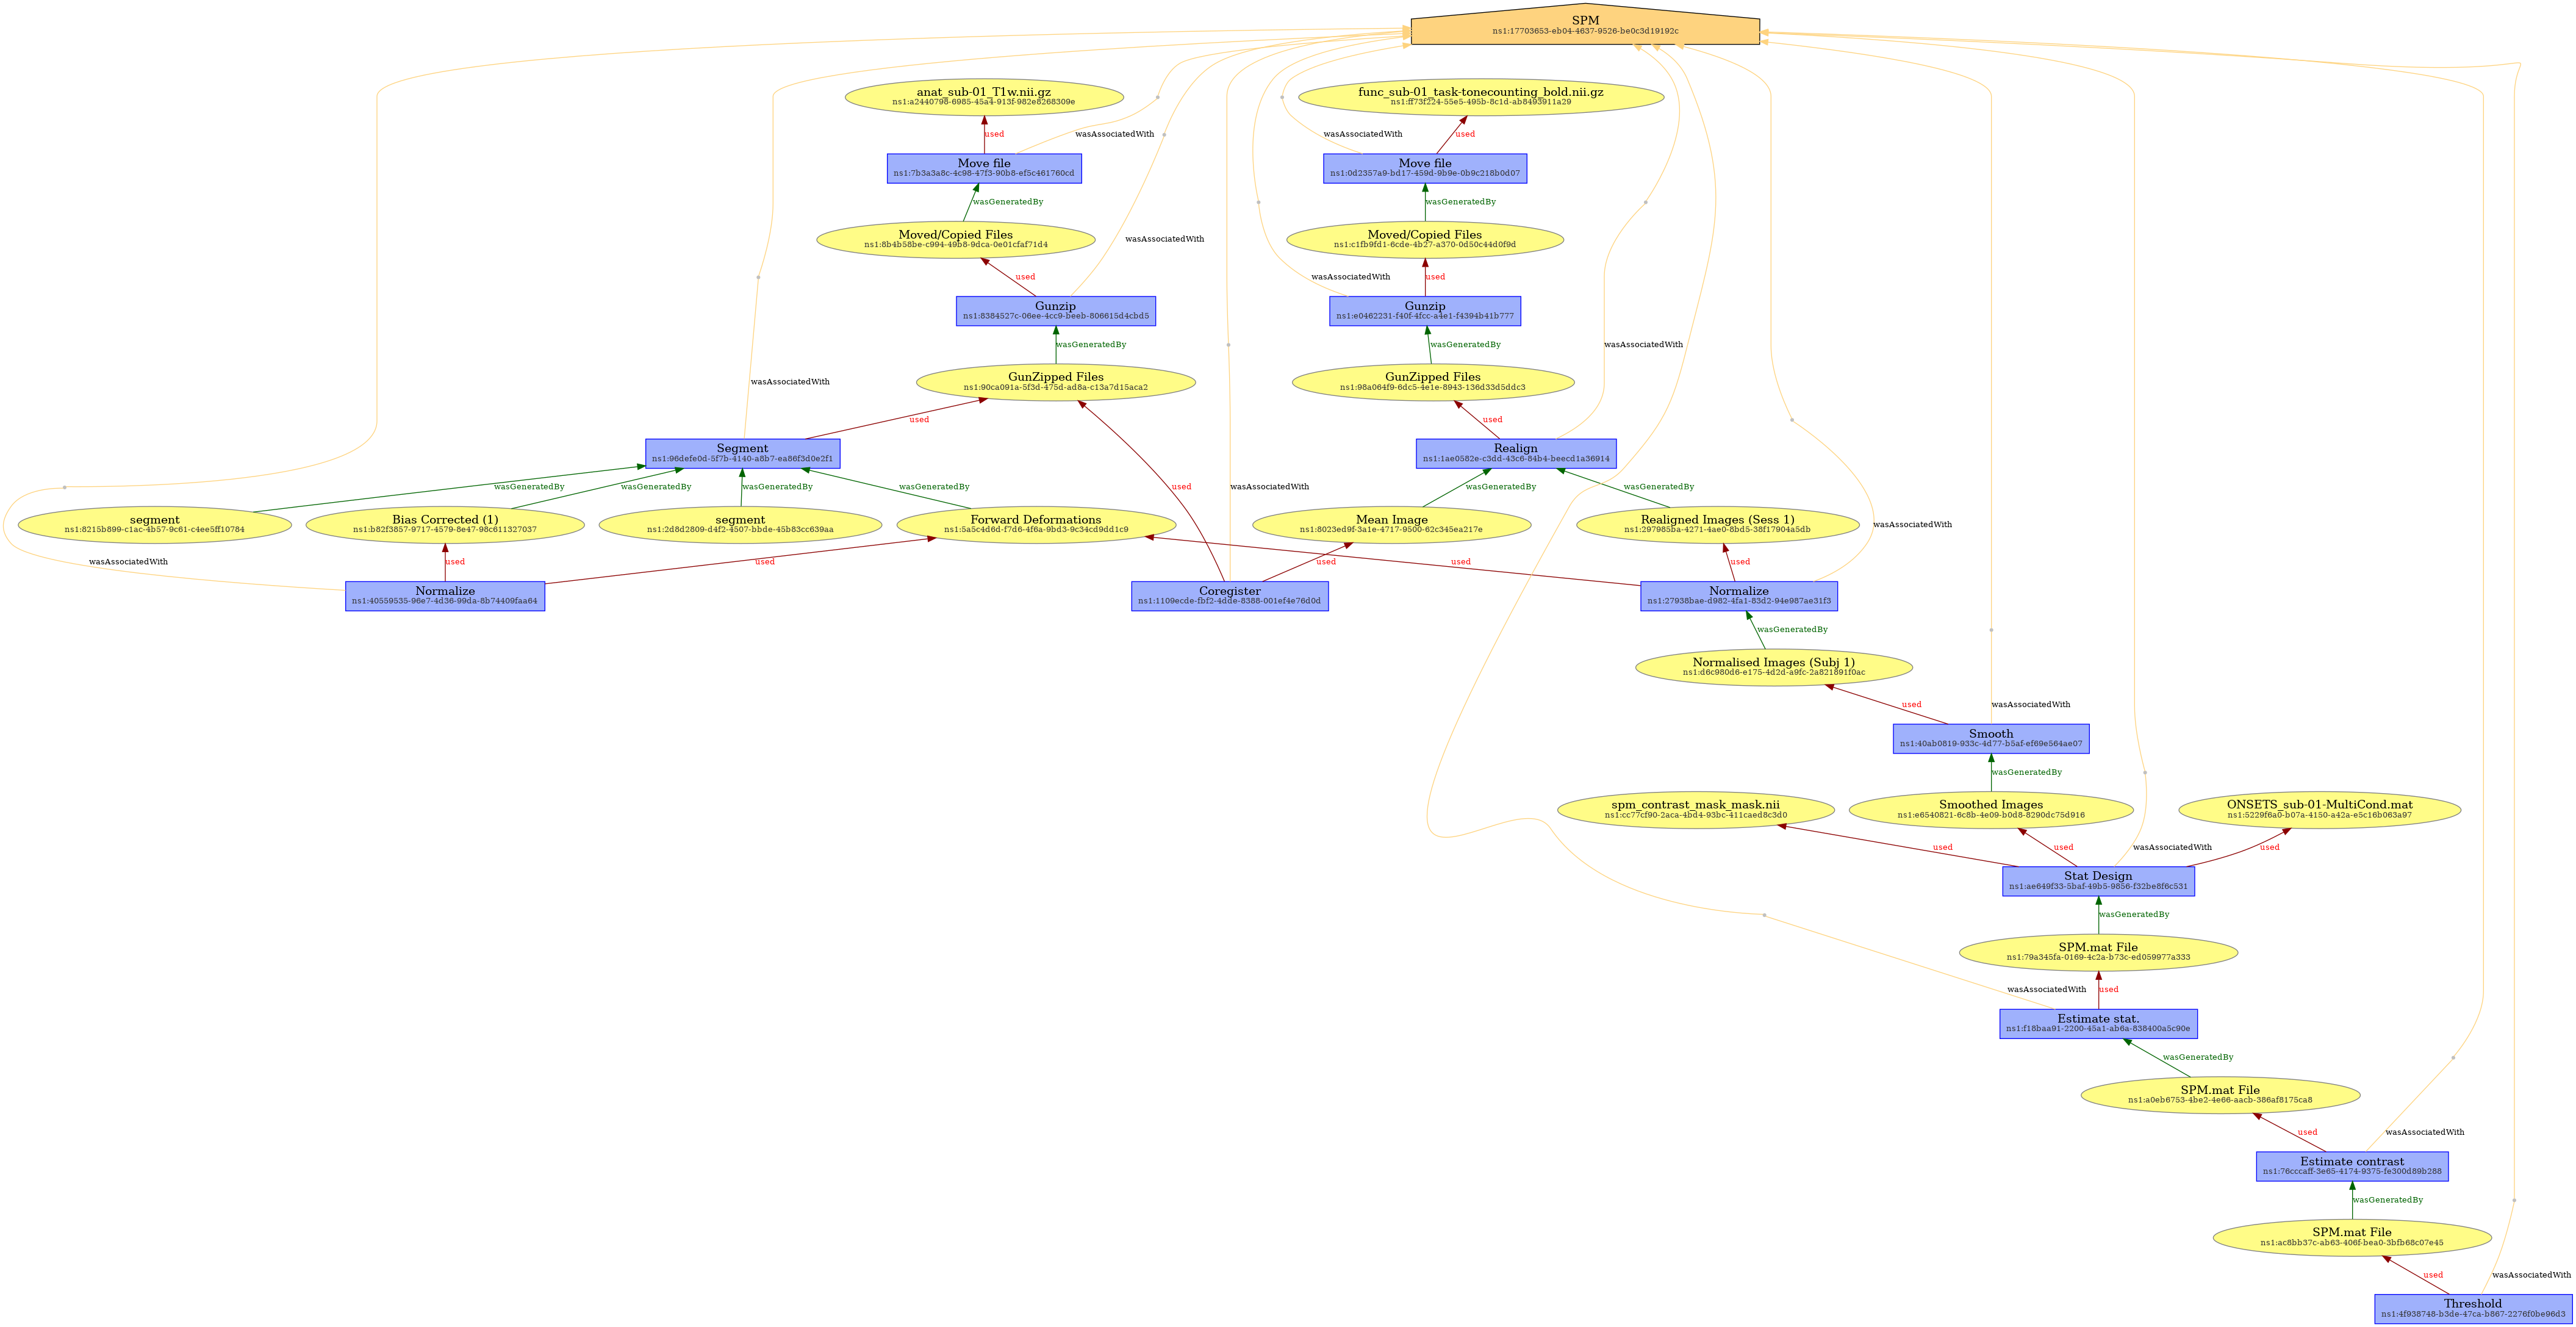 SPM
ns1:17703653-eb04-4637-9526-be0c3d19192c
anat_sub-01_T1w.nii.gz
ns1:a2440798-6985-45a4-913f-982e8268309e
func_sub-01_task-tonecounting_bold.nii.gz
ns1:ff73f224-55e5-495b-8c1d-ab8493911a29
used
wasAssociatedWith
wasAssociatedWith
used
Move file
ns1:7b3a3a8c-4c98-47f3-90b8-ef5c461760cd
Move file
ns1:0d2357a9-bd17-459d-9b9e-0b9c218b0d07
wasGeneratedBy
wasGeneratedBy
Moved/Copied Files
ns1:8b4b58be-c994-49b8-9dca-0e01cfaf71d4
wasAssociatedWith
Moved/Copied Files
ns1:c1fb9fd1-6cde-4b27-a370-0d50c44d0f9d
used
wasAssociatedWith
used
Gunzip
ns1:8384527c-06ee-4cc9-beeb-806615d4cbd5
Gunzip
ns1:e0462231-f40f-4fcc-a4e1-f4394b41b777
wasGeneratedBy
wasGeneratedBy
wasAssociatedWith
wasAssociatedWith
GunZipped Files
ns1:90ca091a-5f3d-475d-ad8a-c13a7d15aca2
GunZipped Files
ns1:98a064f9-6dc5-4e1e-8943-136d33d5ddc3
used
used
Segment
ns1:96defe0d-5f7b-4140-a8b7-ea86f3d0e2f1
Realign
ns1:1ae0582e-c3dd-43c6-84b4-beecd1a36914
wasGeneratedBy
wasGeneratedBy
wasGeneratedBy
wasGeneratedBy
used
wasAssociatedWith
wasGeneratedBy
wasGeneratedBy
segment
ns1:8215b899-c1ac-4b57-9c61-c4ee5ff10784
Bias Corrected (1)
ns1:b82f3857-9717-4579-8e47-98c611327037
segment
ns1:2d8d2809-d4f2-4507-bbde-45b83cc639aa
Forward Deformations
ns1:5a5c4d6d-f7d6-4f6a-9bd3-9c34cd9dd1c9
Mean Image
ns1:8023ed9f-3a1e-4717-9500-62c345ea217e
Realigned Images (Sess 1)
ns1:297985ba-4271-4ae0-8bd5-38f17904a5db
wasAssociatedWith
wasAssociatedWith
used
used
used
used
used
Normalize
ns1:40559535-96e7-4d36-99da-8b74409faa64
Coregister
ns1:1109ecde-fbf2-4dde-8388-001ef4e76d0d
Normalize
ns1:27938bae-d982-4fa1-83d2-94e987ae31f3
wasGeneratedBy
Normalised Images (Subj 1)
ns1:d6c980d6-e175-4d2d-a9fc-2a821891f0ac
used
wasAssociatedWith
Smooth
ns1:40ab0819-933c-4d77-b5af-ef69e564ae07
wasGeneratedBy
spm_contrast_mask_mask.nii
ns1:cc77cf90-2aca-4bd4-93bc-411caed8c3d0
Smoothed Images
ns1:e6540821-6c8b-4e09-b0d8-8290dc75d916
ONSETS_sub-01-MultiCond.mat
ns1:5229f6a0-b07a-4150-a42a-e5c16b063a97
used
used
wasAssociatedWith
used
Stat Design
ns1:ae649f33-5baf-49b5-9856-f32be8f6c531
wasGeneratedBy
SPM.mat File
ns1:79a345fa-0169-4c2a-b73c-ed059977a333
wasAssociatedWith
used
Estimate stat.
ns1:f18baa91-2200-45a1-ab6a-838400a5c90e
wasGeneratedBy
SPM.mat File
ns1:a0eb6753-4be2-4e66-aacb-386af8175ca8
used
wasAssociatedWith
Estimate contrast
ns1:76cccaff-3e65-4174-9375-fe300d89b288
wasGeneratedBy
SPM.mat File
ns1:ac8bb37c-ab63-406f-bea0-3bfb68c07e45
used
wasAssociatedWith
Threshold
ns1:4f938748-b3de-47ca-b867-2276f0be96d3